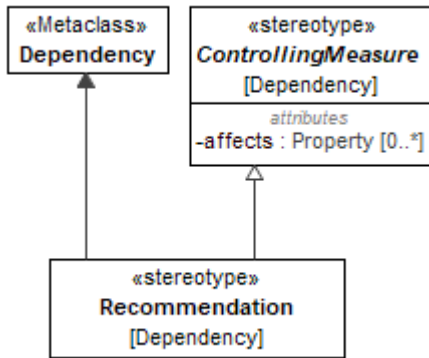 «Metaclass»
Dependency
«stereotype»
ControllingMeasure
[Dependency]
attributes
-affects : Property [0..*]
«stereotype»
Recommendation
[Dependency]